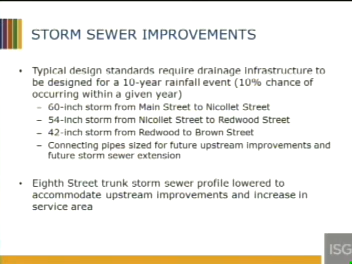 STORM SEWER IMPROVEMENTS
• Typical design standards require drainage infrastructure to
be designed for a 10-year rainfall event (10% chance of
occurring within a given year)
– 60-inch storm from Main Street to Nicollet Street
– 54-inch storm from Nicollet Street to Redwood Street
– 42-inch storm from Redwood to Brown Street
– Connecting pipes sized for future upstream improvements and
future storm sewer extension
• Eighth Street trunk storm sewer profile lowered to
accommodate upstream improvements and increase in
service area
ISG